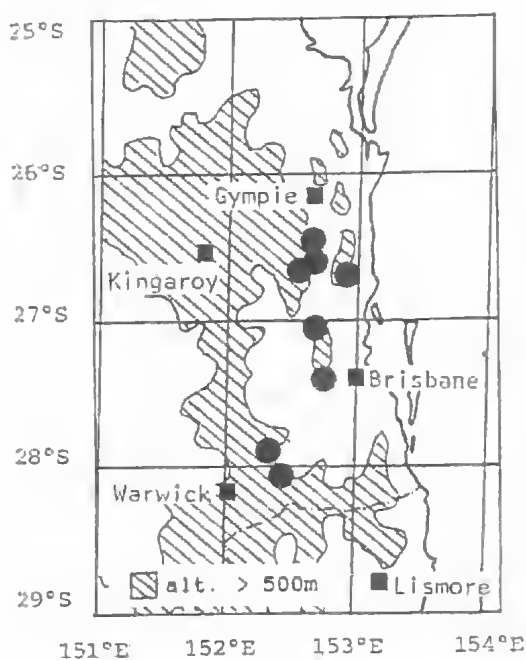 25°S
26°S
Gympie
Kingaroy
27°S
Brisbane
28°S
Warwick
alt. > 500m
Lismore
29°S
151°E 152°E 153°E 154°E